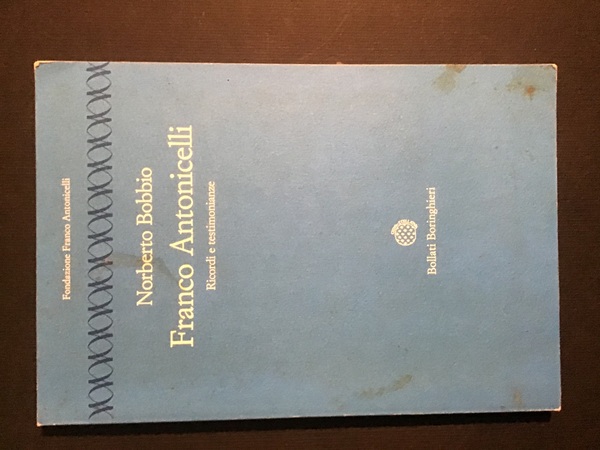 Fondazione Franco Antonicelli
Norberto Bobbio
Franco Antonicelli
Ricordi e testimonianze
Bollati Boringhieri